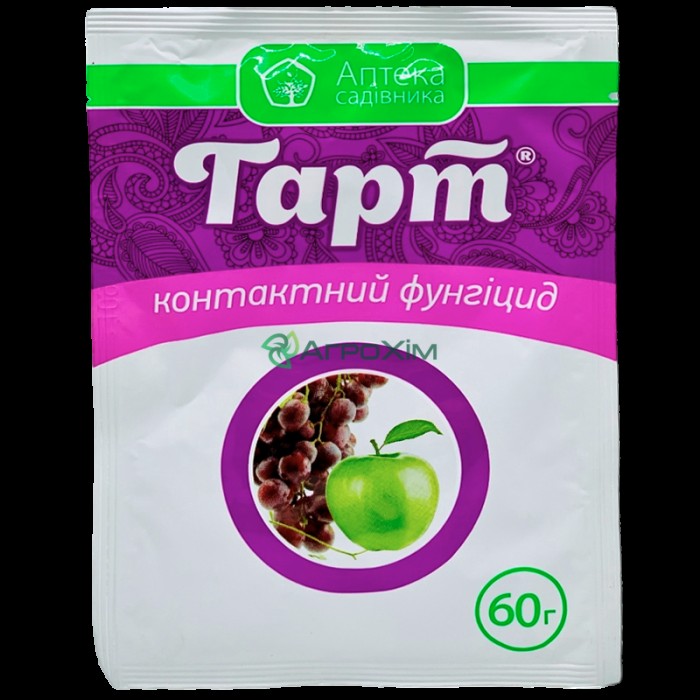 Аптека
садівника
Тарт®
контактний фунгіцид
АгроХім
60г